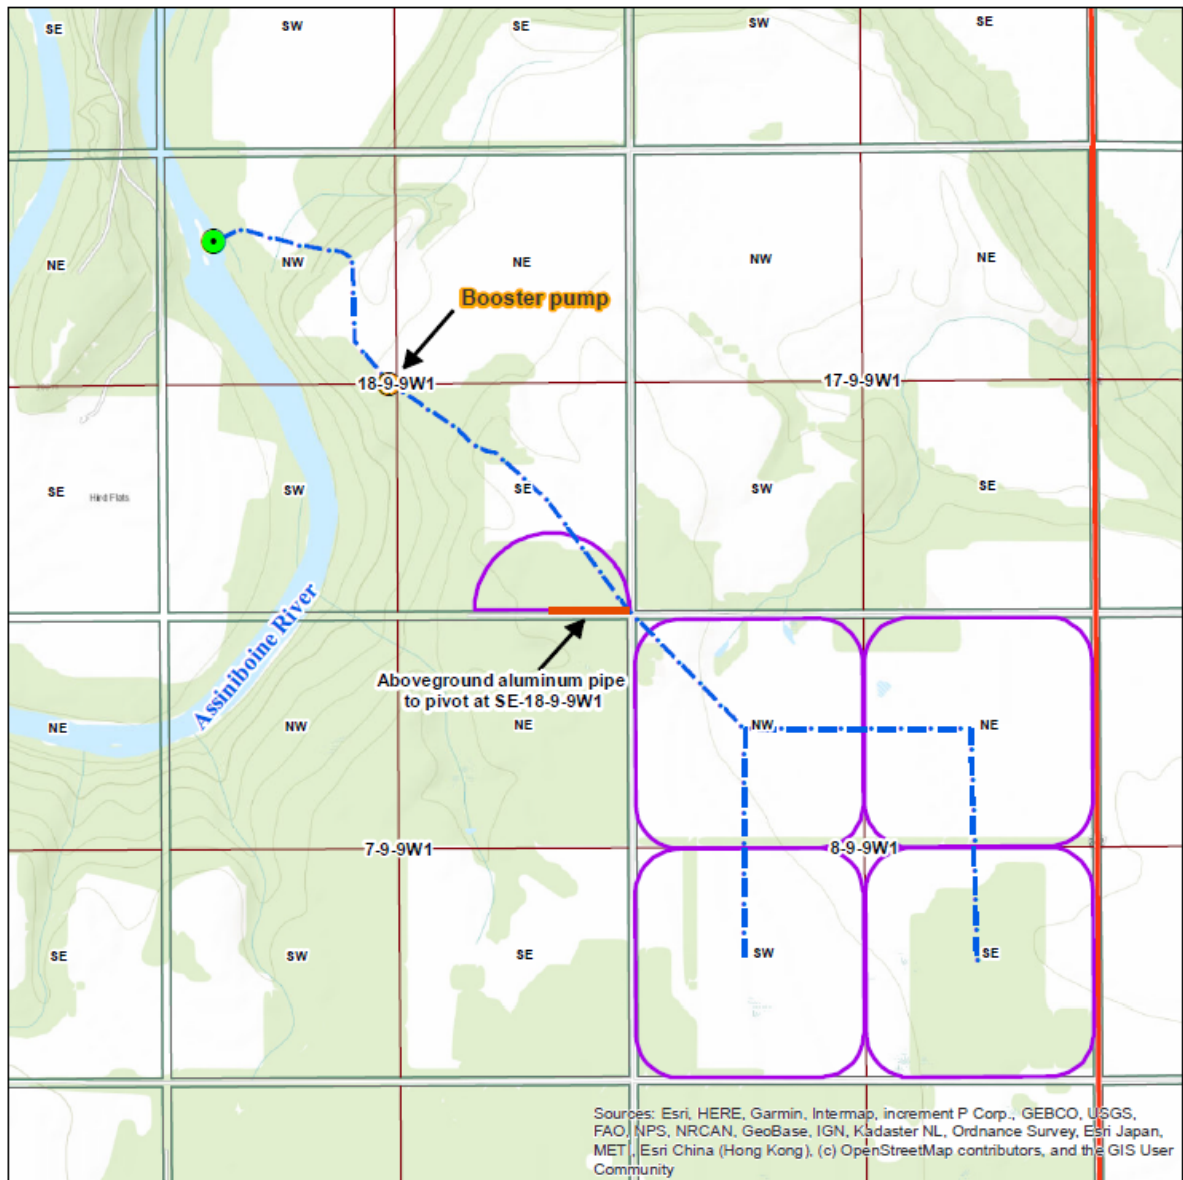 SE
SW
SE
SW
SE
NE
NW
NE
NW
NE
Booster pump
18-9-9W1
17-9-9W1
SE
Hird Flats
SW
SE
SW
SE
Assiniboine River
Aboveground aluminum pipe
to pivot at SE-18-9-9W1
NE
NW
NE
NW
NE
7-9-9W1
8-9-9W1
SE
SW
SE
SW
SE
Sources: Esri, HERE, Garmin, Intermap, increment P Corp., GEBCO, USGS,
FAO, NPS, NRCAN, GeoBase, IGN, Kadaster NL, Ordnance Survey, Esri Japan,
METI, Esri China (Hong Kong), (c) OpenStreetMap contributors, and the GIS User
Community